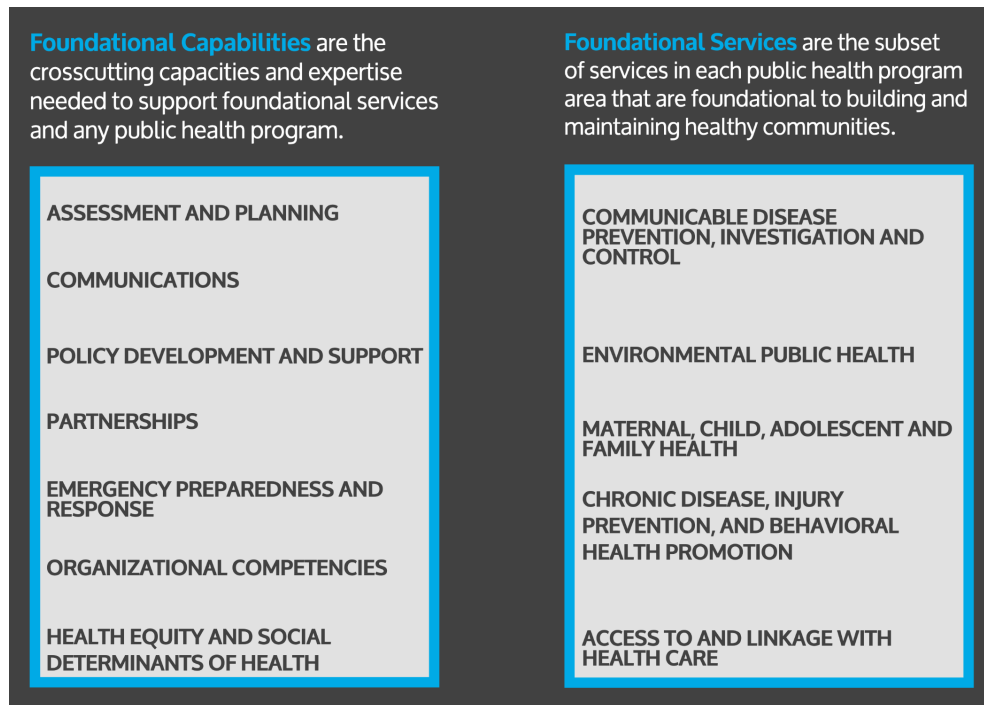 Foundational Capabilities are the
crosscutting capacities and expertise
needed to support foundational services
and any public health program.
ASSESSMENT AND PLANNING
COMMUNICATIONS
POLICY DEVELOPMENT AND SUPPORT
PARTNERSHIPS
EMERGENCY PREPAREDNESS AND
RESPONSE
ORGANIZATIONAL COMPETENCIES
HEALTH EQUITY AND SOCIAL
DETERMINANTS OF HEALTH
Foundational Services are the subset
of services in each public health program
area that are foundational to building and
maintaining healthy communities.
COMMUNICABLE DISEASE
PREVENTION, INVESTIGATION AND
CONTROL
ENVIRONMENTAL PUBLIC HEALTH
MATERNAL, CHILD, ADOLESCENT AND
FAMILY HEALTH
CHRONIC DISEASE, INJURY
PREVENTION, AND BEHAVIORAL
HEALTH PROMOTION
ACCESS TO AND LINKAGE WITH
HEALTH CARE